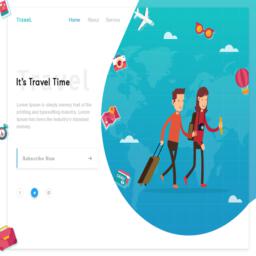 Travel
Home About Service
Travel
It's Travel Time
Lorem Ipsum is simply dummy text of the
printing and typesetting industry. Lorem
Ipsum has been the industry's standard
dummy.
Subscribe Now